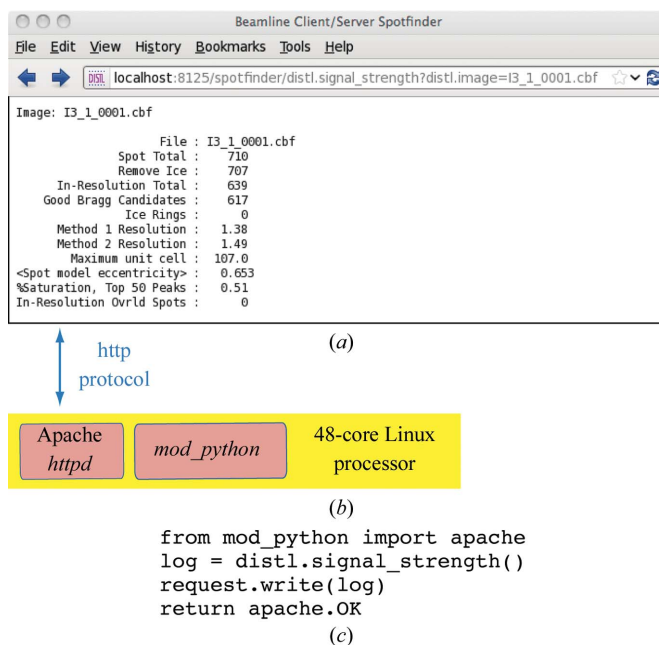 Beamline Client/Server Spotfinder
File Edit View History Bookmarks Tools Help
DISTL localhost:8125/spotfinder/distl.signal_strength?distl.image=I3_1_0001.cbf
Image: I3_1_0001.cbf
File : I3_1_0001.cbf
Spot Total : 710
Remove Ice : 707
In-Resolution Total : 639
Good Bragg Candidates : 617
Ice Rings : 0
Method 1 Resolution : 1.38
Method 2 Resolution : 1.49
Maximum unit cell : 107.0
<Spot model eccentricity> : 0.653
%Saturation, Top 50 Peaks : 0.51
In-Resolution Ovrld Spots : 0
(a)
http
protocol
Apache
httpd
mod_python
48-core Linux
processor
(b)
from mod_python import apache
log = distl.signal_strength()
request.write(log)
return apache.OK
(c)